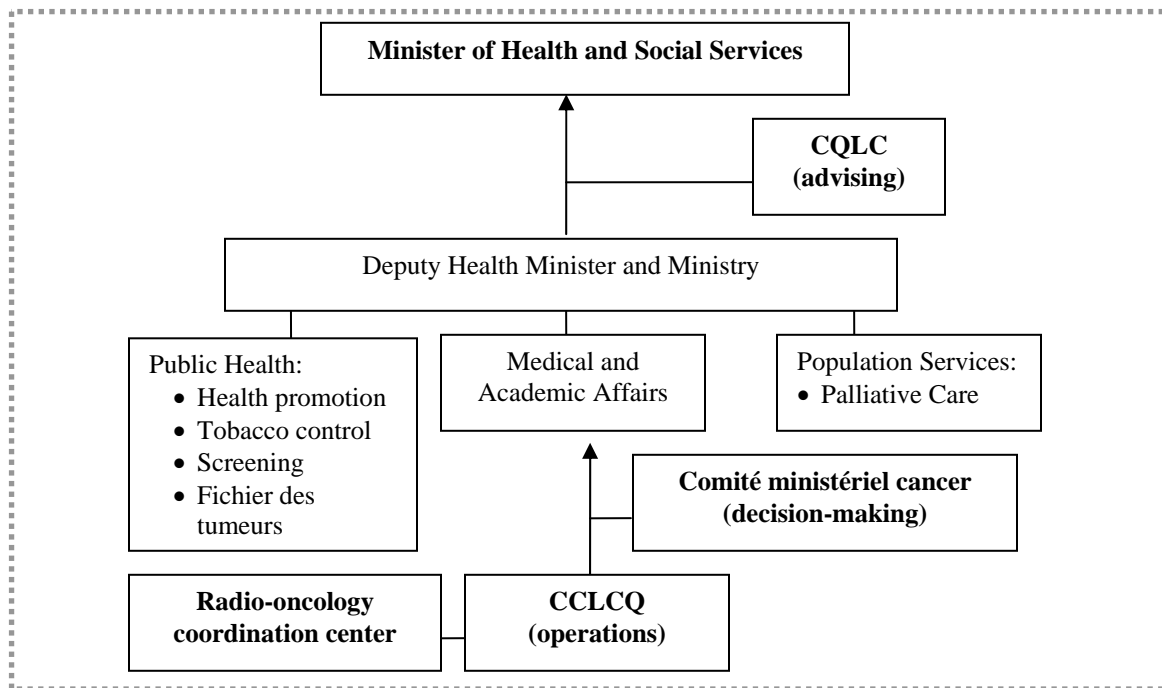 Minister of Health and Social Services
CQLC
(advising)
Deputy Health Minister and Ministry
Public Health:
• Health promotion
• Tobacco control
• Screening
• Fichier des
tumeurs
Medical and
Academic Affairs
Population Services:
• Palliative Care
Comité ministériel cancer
(decision-making)
Radio-oncology
coordination center
CCLCQ
(operations)